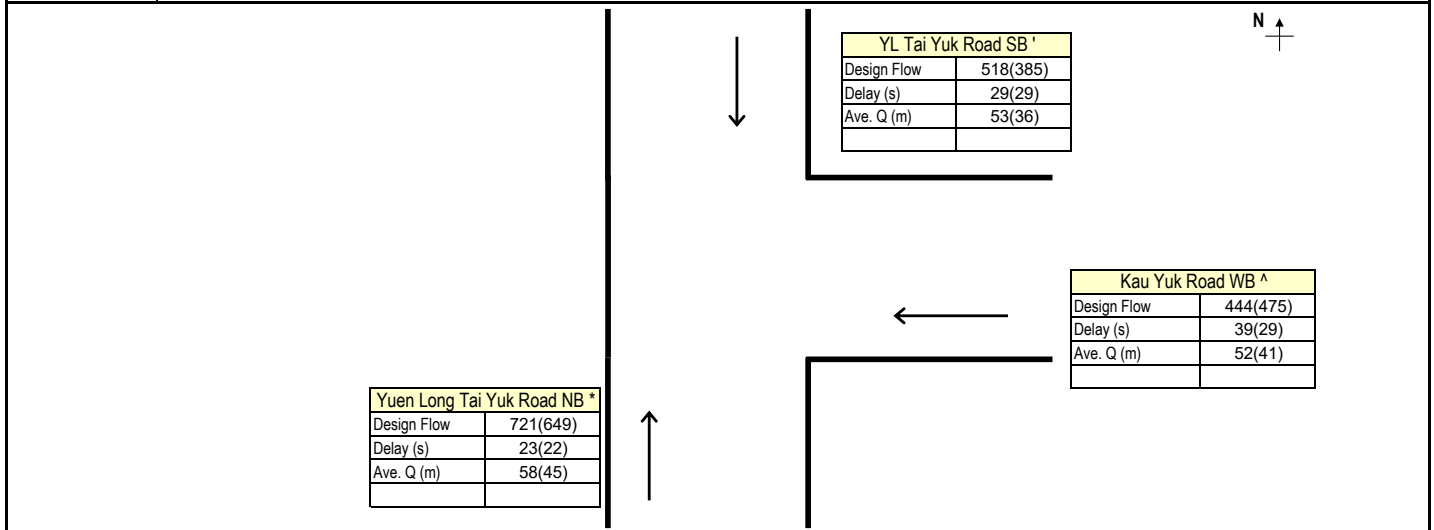 N
YL Tai Yuk Road SB '
Design Flow 518(385)
Delay (s) 29(29)
Ave. Q (m) 53(36)
Kau Yuk Road WB ^
Design Flow 444(475)
Delay (s) 39(29)
Ave. Q (m) 52(41)
Yuen Long Tai Yuk Road NB *
Design Flow 721(649)
Delay (s) 23(22)
Ave. Q (m) 58(45)